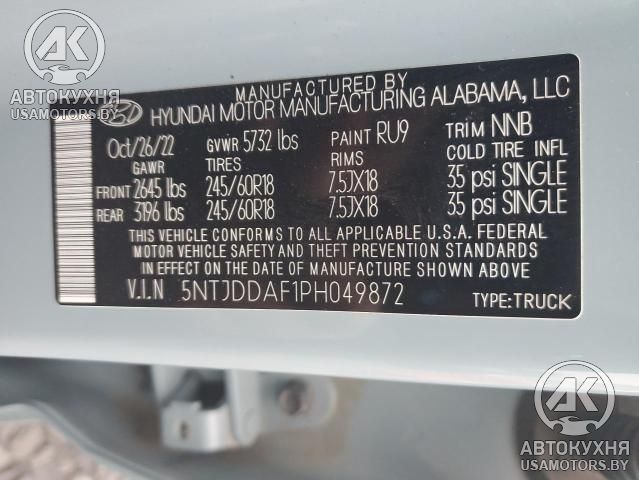 АВТОКУХНЯ
USAMOTORS.BY
MANUFACTURED BY
HYUNDAI MOTOR MANUFACTURING ALABAMA, LLC
Oct/26/22 GVWR 5732 lbs PAINT RU9 TRIM NNB
GAWR TIRES RIMS COLD TIRE INFL
FRONT 2645 lbs 245/60R18 7.5JX18 35 psi SINGLE
REAR 3196 lbs 245/60R18 7.5JX18 35 psi SINGLE
THIS VEHICLE CONFORMS TO ALL APPLICABLE U.S.A. FEDERAL
MOTOR VEHICLE SAFETY AND THEFT PREVENTION STANDARDS
IN EFFECT ON THE DATE OF MANUFACTURE SHOWN ABOVE.
V.I.N 5NTJDDAF1PH049872 TYPE:TRUCK
АК
АВТОКУХНЯ
USAMOTORS.BY